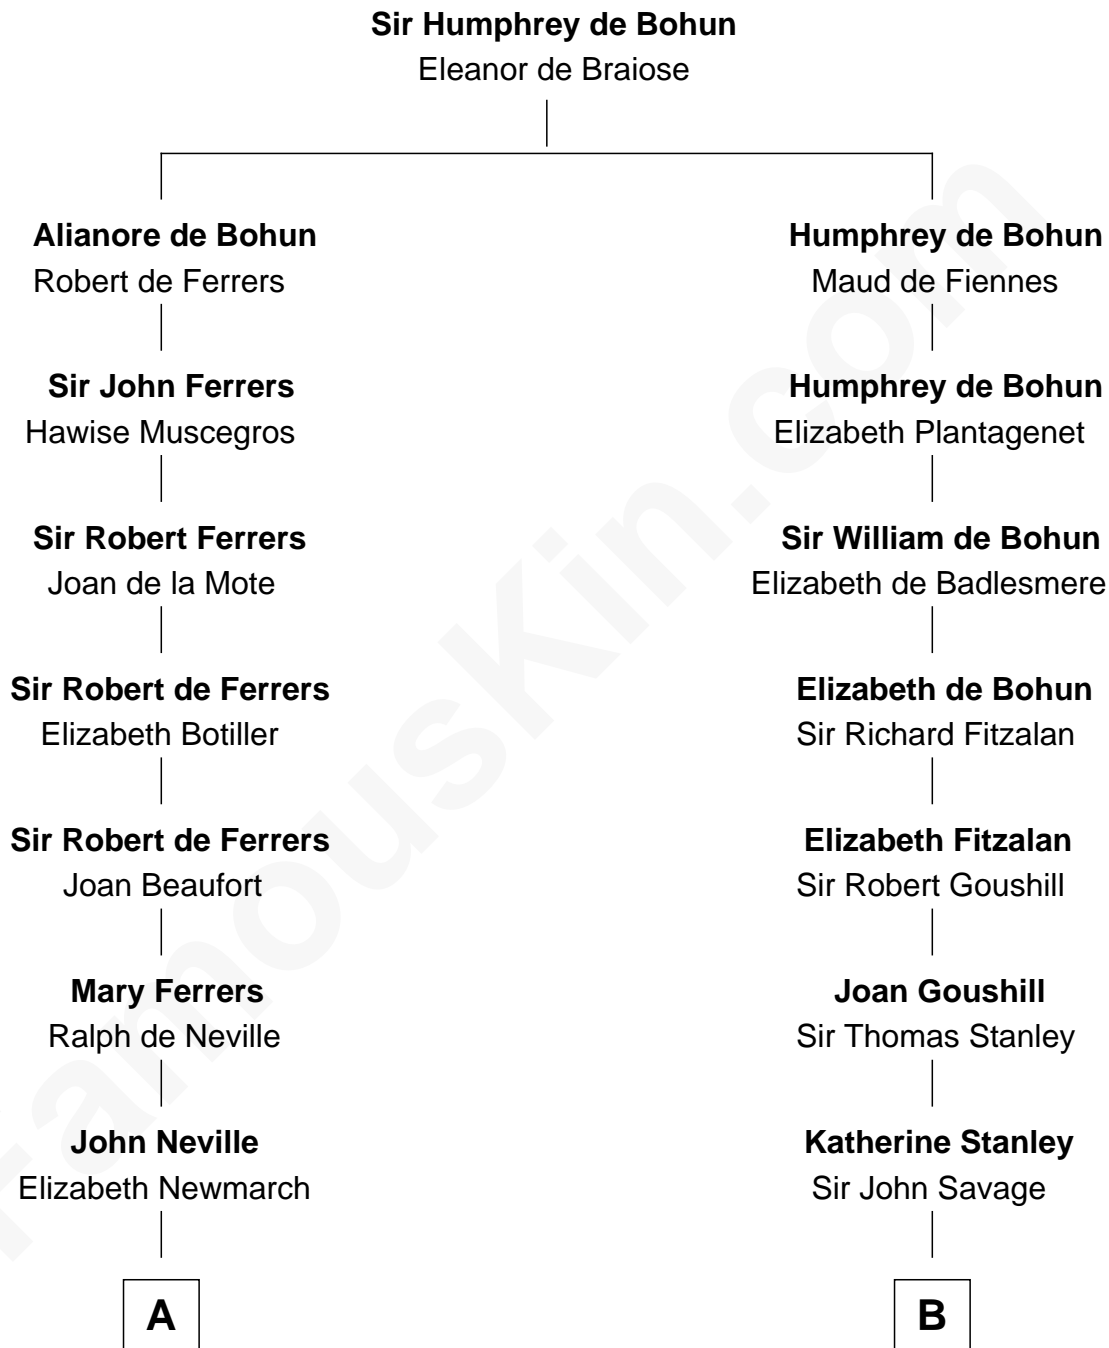 Sir Humphrey de Bohun
Eleanor de Braiose
Alianore de Bohun
Robert de Ferrers
Humphrey de Bohun
Maud de Fiennes
Sir John Ferrers
Hawise Muscegros
Humphrey de Bohun
Elizabeth Plantagenet
Sir Robert Ferrers
Joan de la Mote
Sir William de Bohun
Elizabeth de Badlesmere
Sir Robert de Ferrers
Elizabeth Botiller
Elizabeth de Bohun
Sir Richard Fitzalan
Sir Robert de Ferrers
Joan Beaufort
Elizabeth Fitzalan
Sir Robert Goushill
Mary Ferrers
Ralph de Neville
Joan Goushill
Sir Thomas Stanley
John Neville
Elizabeth Newmarch
Katherine Stanley
Sir John Savage
A
B
FamousKin.com